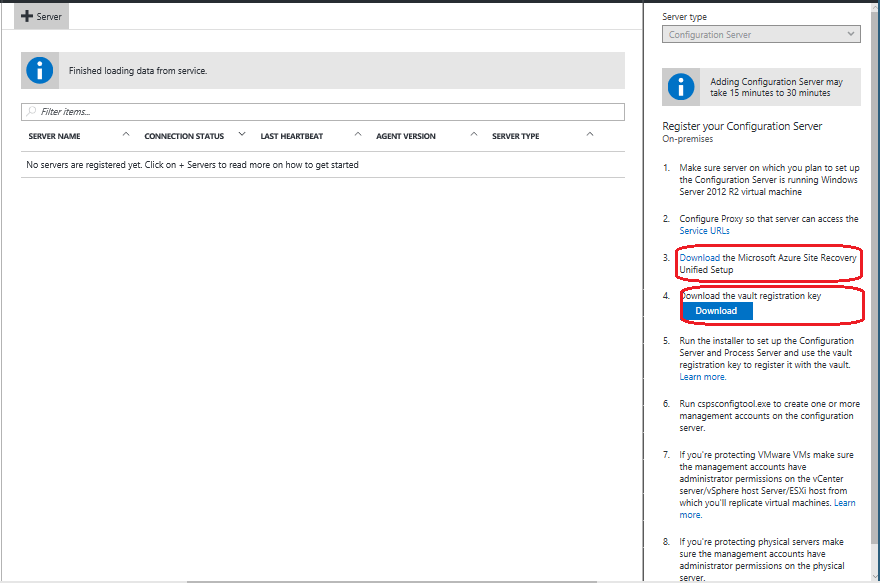 Server
Finished loading data from service.
Filter items...
SERVER NAME CONNECTION STATUS LAST HEARTBEAT AGENT VERSION SERVER TYPE
No servers are registered yet. Click on + Servers to read more on how to get started
Server type
Configuration Server
Adding Configuration Server may
take 15 minutes to 30 minutes
Register your Configuration Server
On-premises
1. Make sure server on which you plan to set up
the Configuration Server is running Windows
Server 2012 R2 virtual machine
2. Configure Proxy so that server can access the
Service URLs
3. Download the Microsoft Azure Site Recovery
Unified Setup
4. Download the vault registration key
Download
5. Run the installer to set up the Configuration
Server and Process Server and use the vault
registration key to register it with the vault.
Learn more.
6. Run cspsconfigtool.exe to create one or more
management accounts on the configuration
server.
7. If you're protecting VMware VMs make sure
the management accounts have
administrator permissions on the vCenter
server/vSphere host Server/ESXi host from
which you'll replicate virtual machines. Learn
more.
8. If you're protecting physical servers make
sure the management accounts have
administrator permissions on the physical
server.